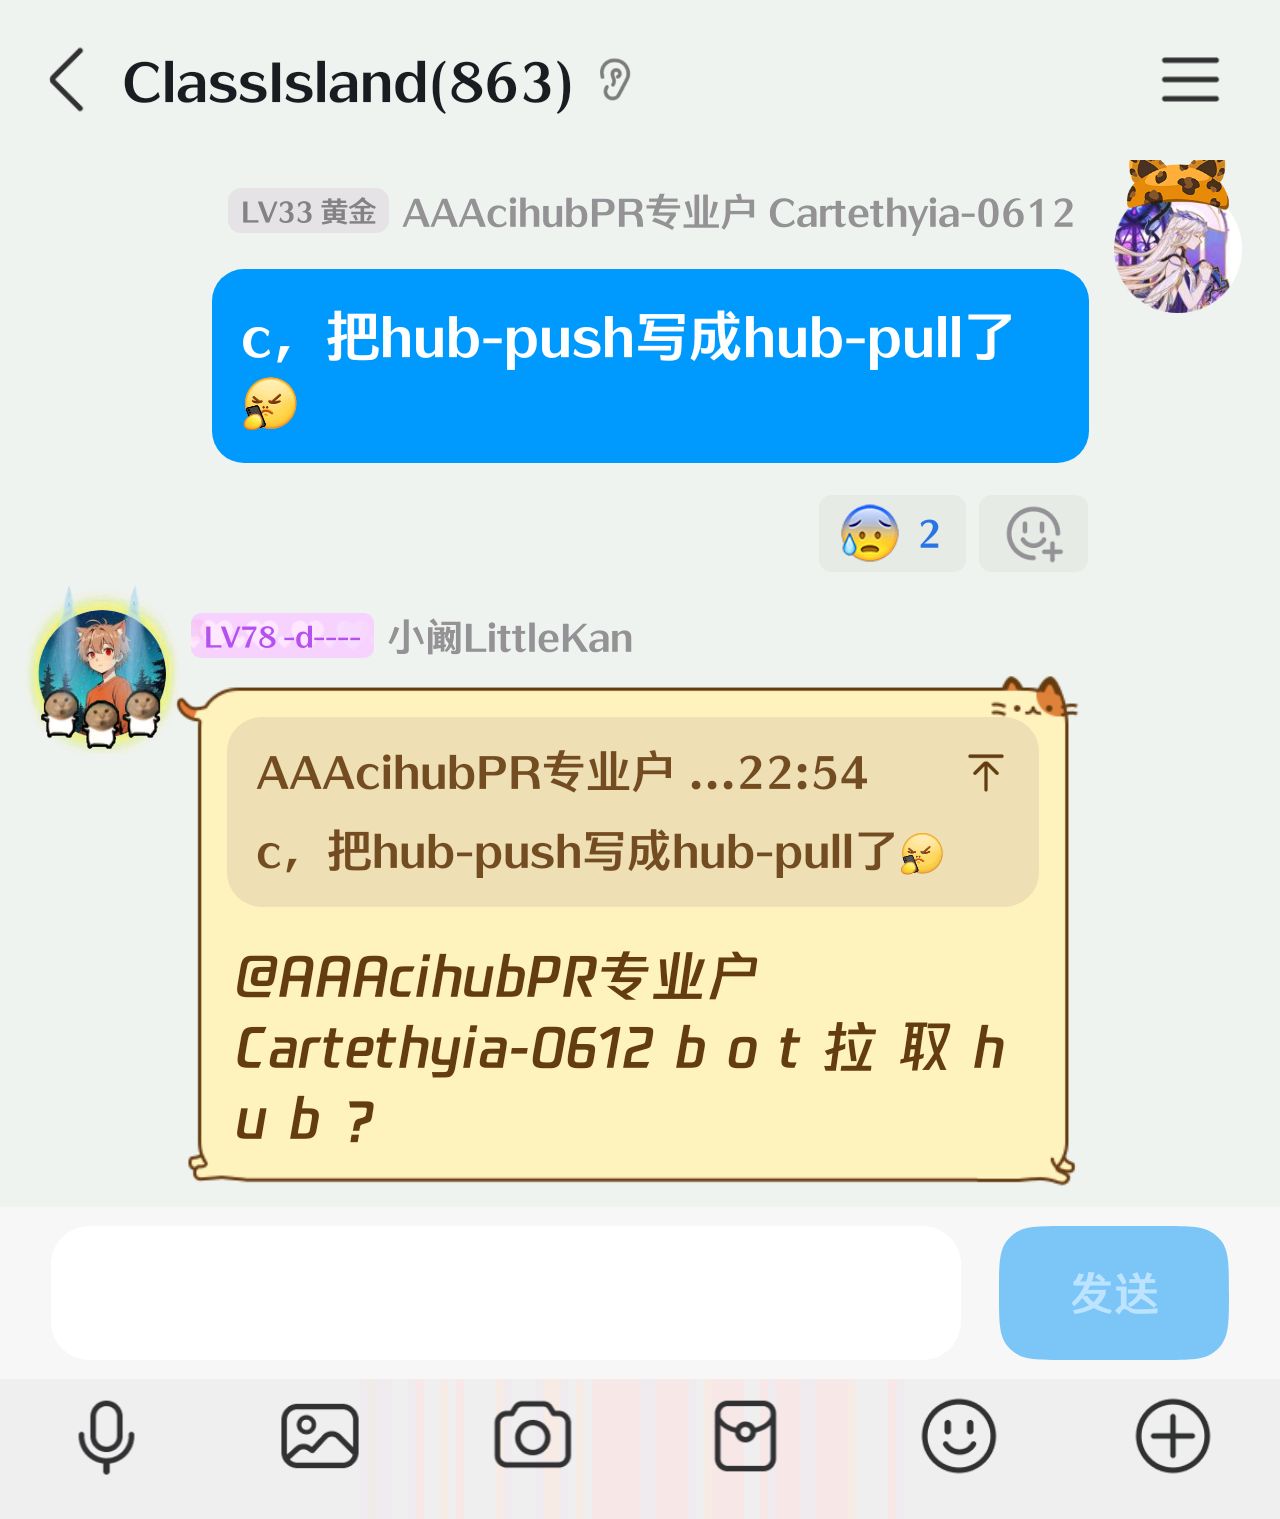 ClassIsland(863)
LV33 黄金 AAAcihubPR专业户 Cartethyia-0612
c，把hub-push写成hub-pull了
2
LV78 -d---- 小阚LittleKan
AAAcihubPR专业户 ...22:54
c，把hub-push写成hub-pull了
@AAAcihubPR专业户
Cartethyia-0612 b o t 拉 取 h
u b ?
发送